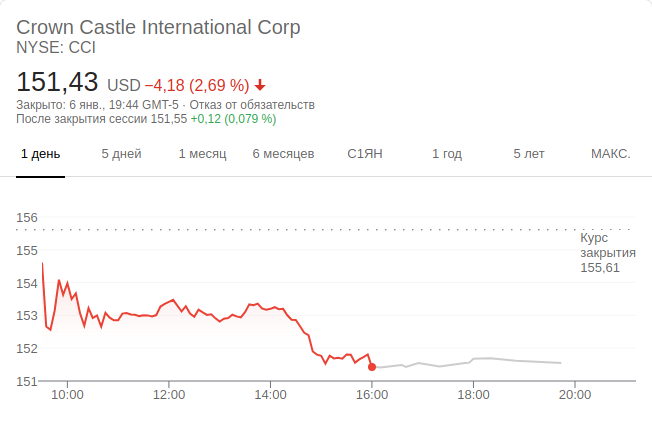 Crown Castle International Corp
NYSE: CCI
151,43 USD −4,18 (2,69 %)
Закрыто: 6 янв., 19:44 GMT-5 · Отказ от обязательств
После закрытия сессии 151,55 +0,12 (0,079 %)
1 день 5 дней 1 месяц 6 месяцев С1ЯН 1 год 5 лет МАКС.
156
Курс
закрытия
155,61
155
154
153
152
151
10:00 12:00 14:00 16:00 18:00 20:00